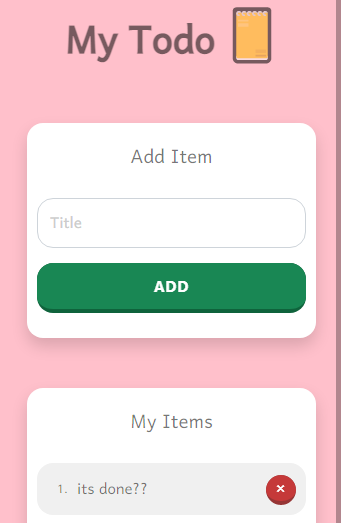 My Todo
Add Item
Title
ADD
My Items
1. its done??